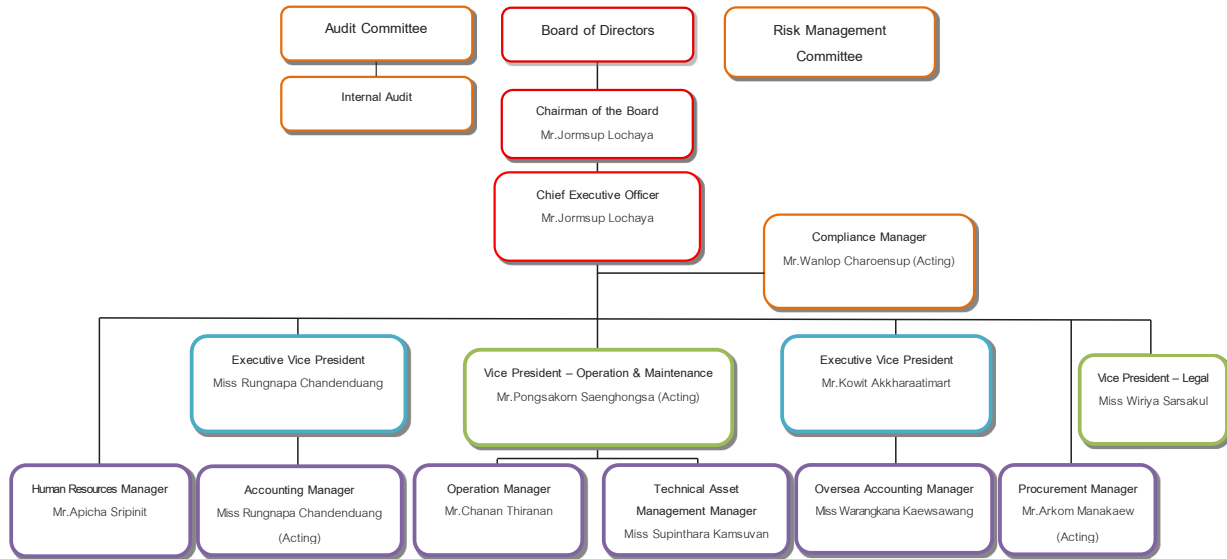 Audit Committee
Board of Directors
Risk Management
Committee
Internal Audit
Chairman of the Board
Mr.Jormsup Lochaya
Chief Executive Officer
Mr.Jormsup Lochaya
Compliance Manager
Mr.Wanlop Charoensup (Acting)
Executive Vice President
Miss Rungnapa Chandenduang
Vice President – Operation & Maintenance
Mr.Pongsakorn Saenghongsa (Acting)
Executive Vice President
Mr.Kowit Akkharaatimart
Vice President – Legal
Miss Wiriya Sarsakul
Human Resources Manager
Mr.Apicha Sripinit
Accounting Manager
Miss Rungnapa Chandenduang
(Acting)
Operation Manager
Mr.Chanan Thiranan
Technical Asset
Management Manager
Miss Supinthara Kamsuvan
Oversea Accounting Manager
Miss Warangkana Kaewsawang
Procurement Manager
Mr.Arkom Manakaew
(Acting)